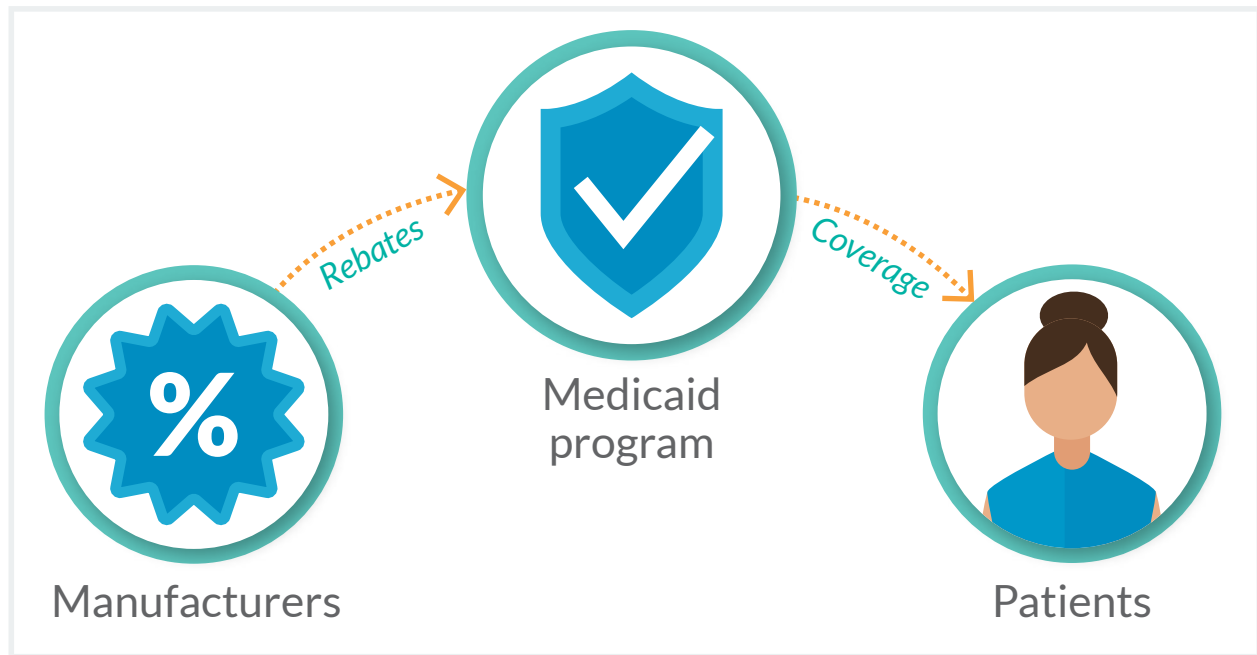 Rebates
Coverage
%
Medicaid
program
Manufacturers
Patients